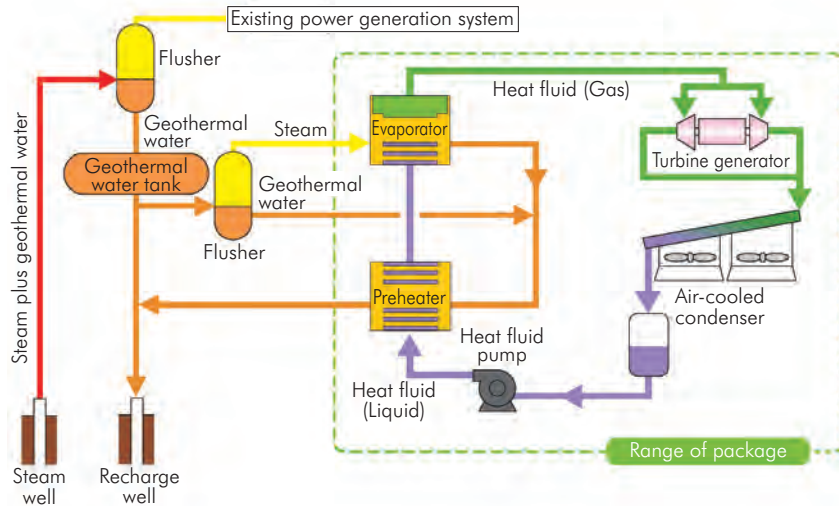 Existing power generation system
Flusher
Steam plus geothermal water
Geothermal
water
Geothermal
water tank
Steam
Geothermal
water
Flusher
Evaporator
Heat fluid (Gas)
Turbine generator
Preheater
Air-cooled
condenser
Heat fluid
pump
Heat fluid
(Liquid)
Range of package
Steam
well
Recharge
well